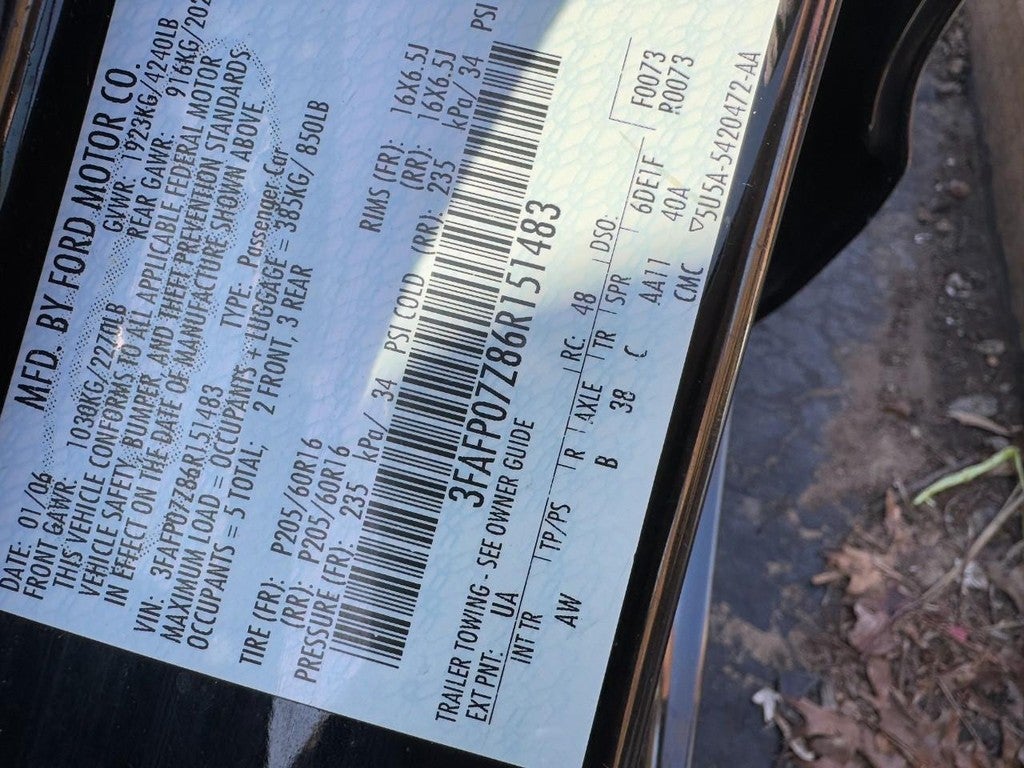 MFD. BY FORD MOTOR CO.
DATE: 01/06 GVWR: 1923KG/4240LB
FRONT GAWR: 1030KG/2270LB REAR GAWR: 916KG/202
THIS VEHICLE CONFORMS TO ALL APPLICABLE FEDERAL MOTOR
VEHICLE SAFETY, BUMPER, AND THEFT PREVENTION STANDARDS
IN EFFECT ON THE DATE OF MANUFACTURE SHOWN ABOVE.
VIN: 3FAFP07Z86R151483 TYPE: Passenger Car
MAXIMUM LOAD = OCCUPANTS + LUGGAGE = 385KG/ 850LB
OCCUPANTS = 5 TOTAL, 2 FRONT, 3 REAR
TIRE (FR): P205/60R16 RIMS (FR): 16X6.5J
(RR): P205/60R16 (RR): 16X6.5J
PRESSURE (FR): 235 kPa/ 34 PSI COLD (RR): 235 kPa/ 34 PSI
3FAFP07Z86R151483
TRAILER TOWING - SEE OWNER GUIDE
EXT PNT: UA RC: 48 DSO: F0073
INT TR TP/PS R AXLE TR SPR 6DETF R.0073
AW B 38 C 4A11 40A
CMC ▽5U5A-5420472-AA